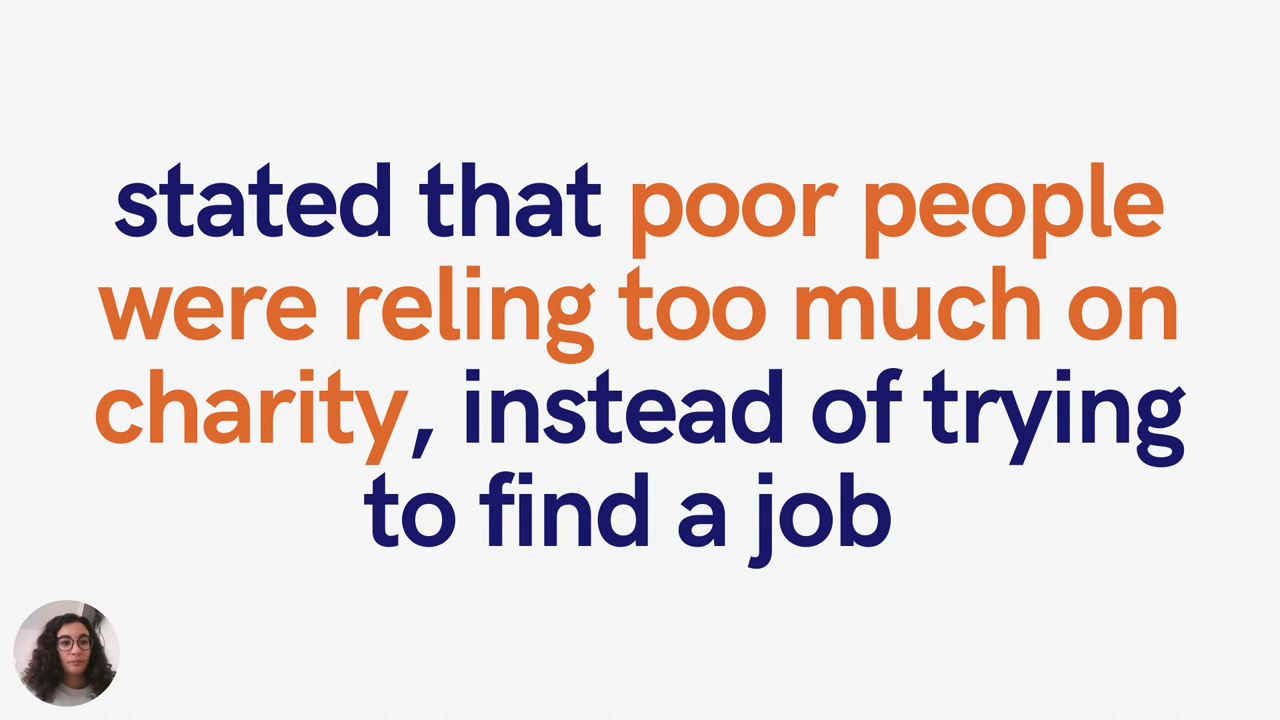 stated that poor people
were reling too much on
charity, instead of trying
to find a job